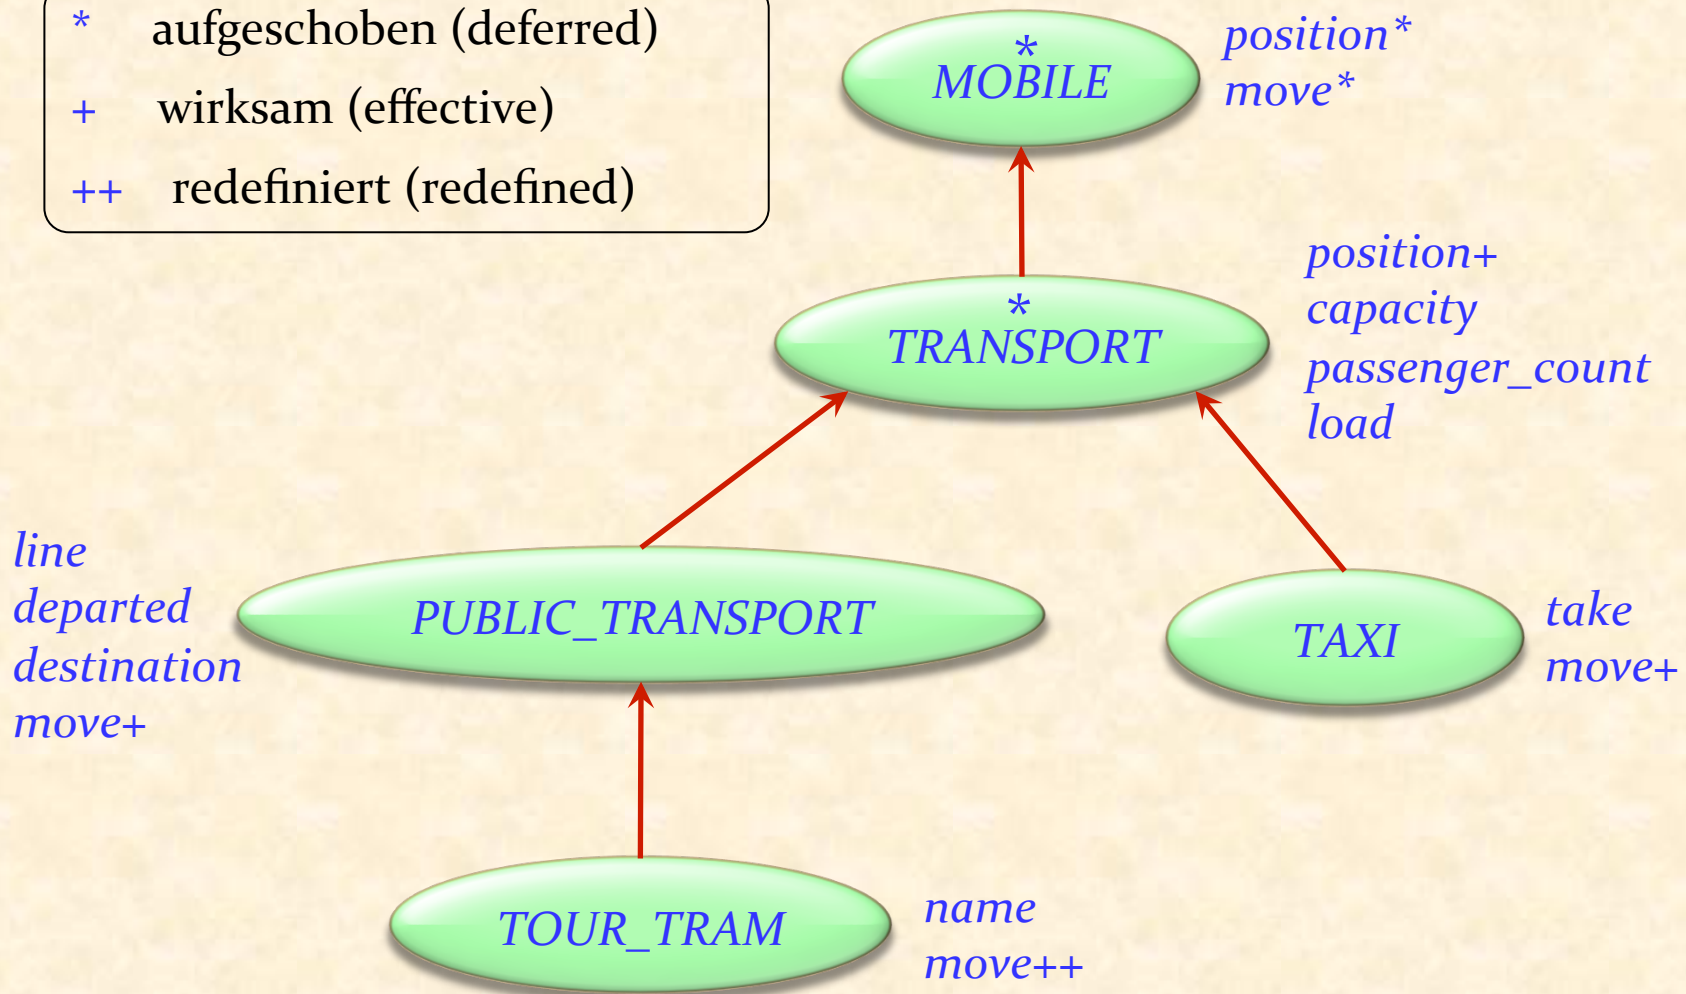 * aufgeschoben (deferred)
+ wirksam (effective)
++ redefiniert (redefined)
*
MOBILE
position*
move*
*
TRANSPORT
position+
capacity
passenger_count
load
line
departed
destination
move+
PUBLIC_TRANSPORT
TAXI
take
move+
TOUR_TRAM
name
move++